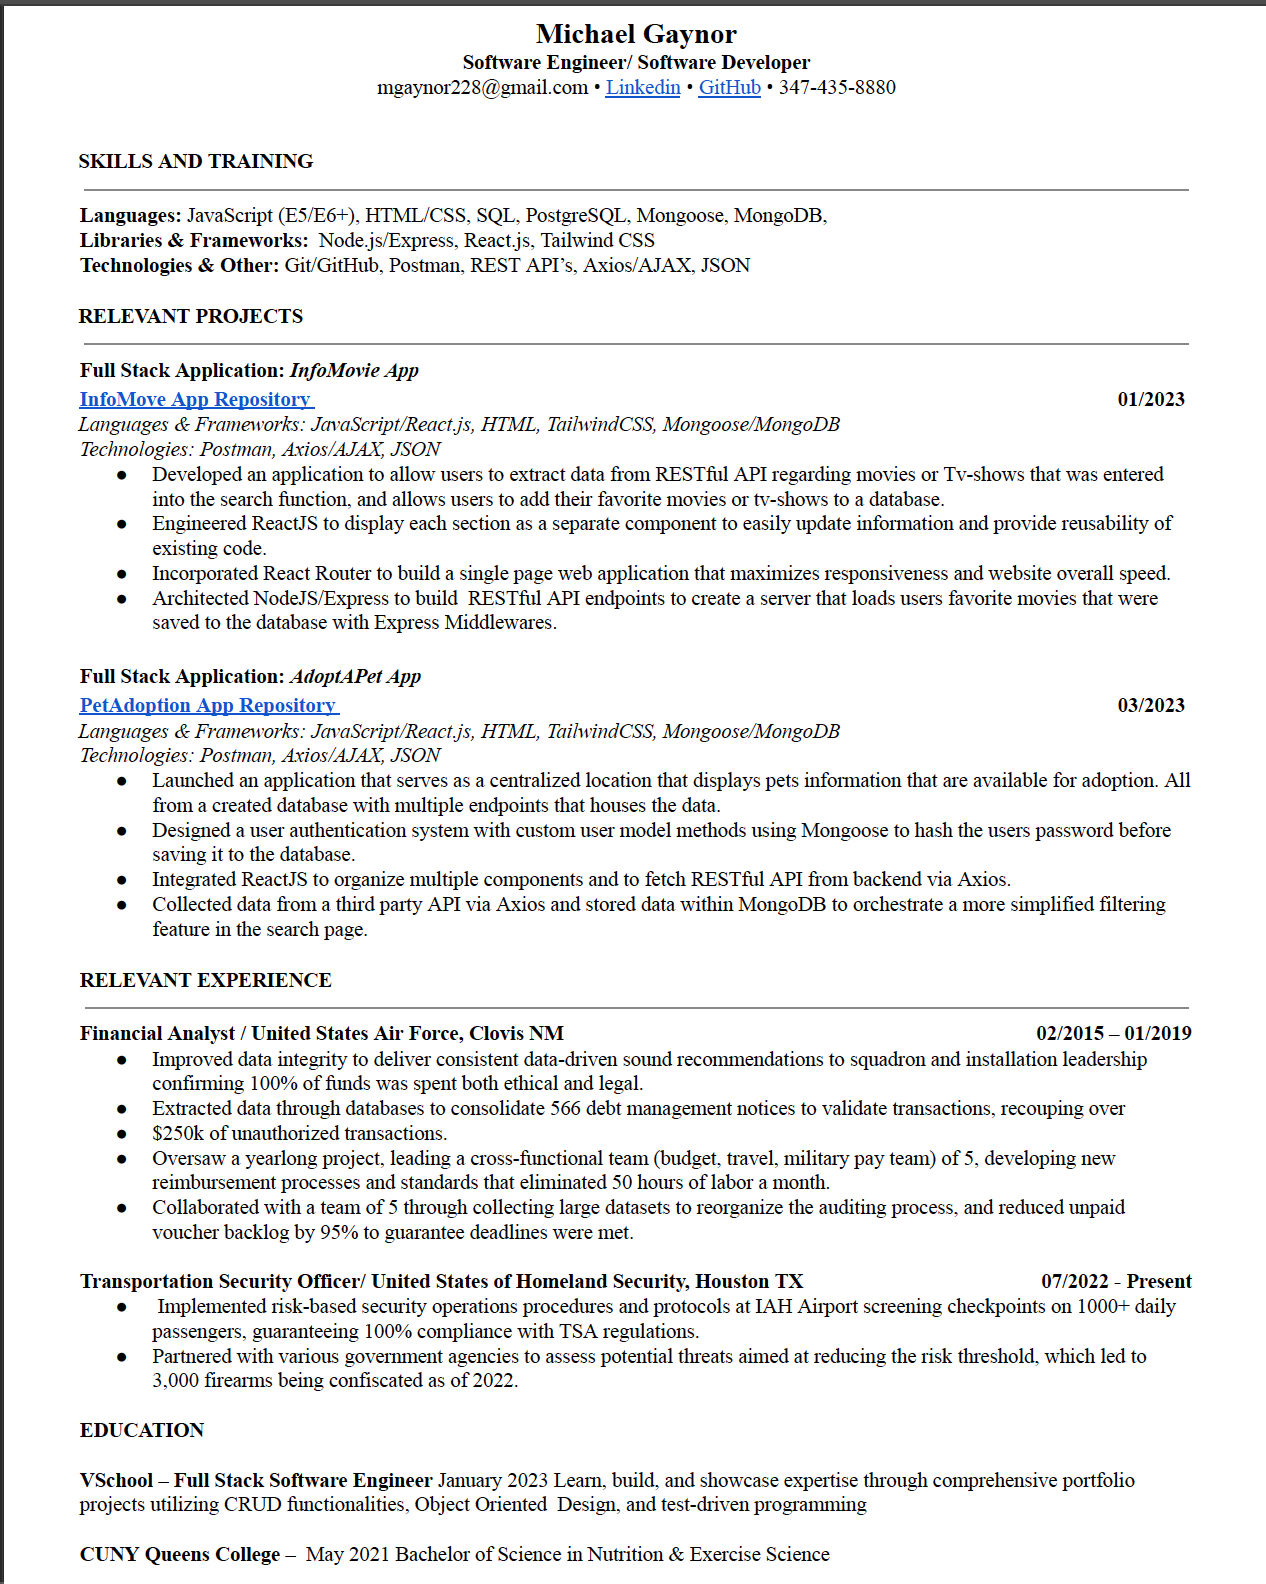 Michael Gaynor
Software Engineer/ Software Developer
mgaynor228@gmail.com • Linkedin • GitHub • 347-435-8880
SKILLS AND TRAINING
Languages: JavaScript (E5/E6+), HTML/CSS, SQL, PostgreSQL, Mongoose, MongoDB,
Libraries & Frameworks: Node.js/Express, React.js, Tailwind CSS
Technologies & Other: Git/GitHub, Postman, REST API’s, Axios/AJAX, JSON
RELEVANT PROJECTS
Full Stack Application: InfoMovie App
InfoMove App Repository 01/2023
Languages & Frameworks: JavaScript/React.js, HTML, TailwindCSS, Mongoose/MongoDB
Technologies: Postman, Axios/AJAX, JSON
● Developed an application to allow users to extract data from RESTful API regarding movies or Tv-shows that was entered
into the search function, and allows users to add their favorite movies or tv-shows to a database.
● Engineered ReactJS to display each section as a separate component to easily update information and provide reusability of
existing code.
● Incorporated React Router to build a single page web application that maximizes responsiveness and website overall speed.
● Architected NodeJS/Express to build RESTful API endpoints to create a server that loads users favorite movies that were
saved to the database with Express Middlewares.
Full Stack Application: AdoptAPet App
PetAdoption App Repository 03/2023
Languages & Frameworks: JavaScript/React.js, HTML, TailwindCSS, Mongoose/MongoDB
Technologies: Postman, Axios/AJAX, JSON
● Launched an application that serves as a centralized location that displays pets information that are available for adoption. All
from a created database with multiple endpoints that houses the data.
● Designed a user authentication system with custom user model methods using Mongoose to hash the users password before
saving it to the database.
● Integrated ReactJS to organize multiple components and to fetch RESTful API from backend via Axios.
● Collected data from a third party API via Axios and stored data within MongoDB to orchestrate a more simplified filtering
feature in the search page.
RELEVANT EXPERIENCE
Financial Analyst / United States Air Force, Clovis NM 02/2015 – 01/2019
● Improved data integrity to deliver consistent data-driven sound recommendations to squadron and installation leadership
confirming 100% of funds was spent both ethical and legal.
● Extracted data through databases to consolidate 566 debt management notices to validate transactions, recouping over
● $250k of unauthorized transactions.
● Oversaw a yearlong project, leading a cross-functional team (budget, travel, military pay team) of 5, developing new
reimbursement processes and standards that eliminated 50 hours of labor a month.
● Collaborated with a team of 5 through collecting large datasets to reorganize the auditing process, and reduced unpaid
voucher backlog by 95% to guarantee deadlines were met.
Transportation Security Officer/ United States of Homeland Security, Houston TX 07/2022 - Present
● Implemented risk-based security operations procedures and protocols at IAH Airport screening checkpoints on 1000+ daily
passengers, guaranteeing 100% compliance with TSA regulations.
● Partnered with various government agencies to assess potential threats aimed at reducing the risk threshold, which led to
3,000 firearms being confiscated as of 2022.
EDUCATION
VSchool – Full Stack Software Engineer January 2023 Learn, build, and showcase expertise through comprehensive portfolio
projects utilizing CRUD functionalities, Object Oriented Design, and test-driven programming
CUNY Queens College – May 2021 Bachelor of Science in Nutrition & Exercise Science